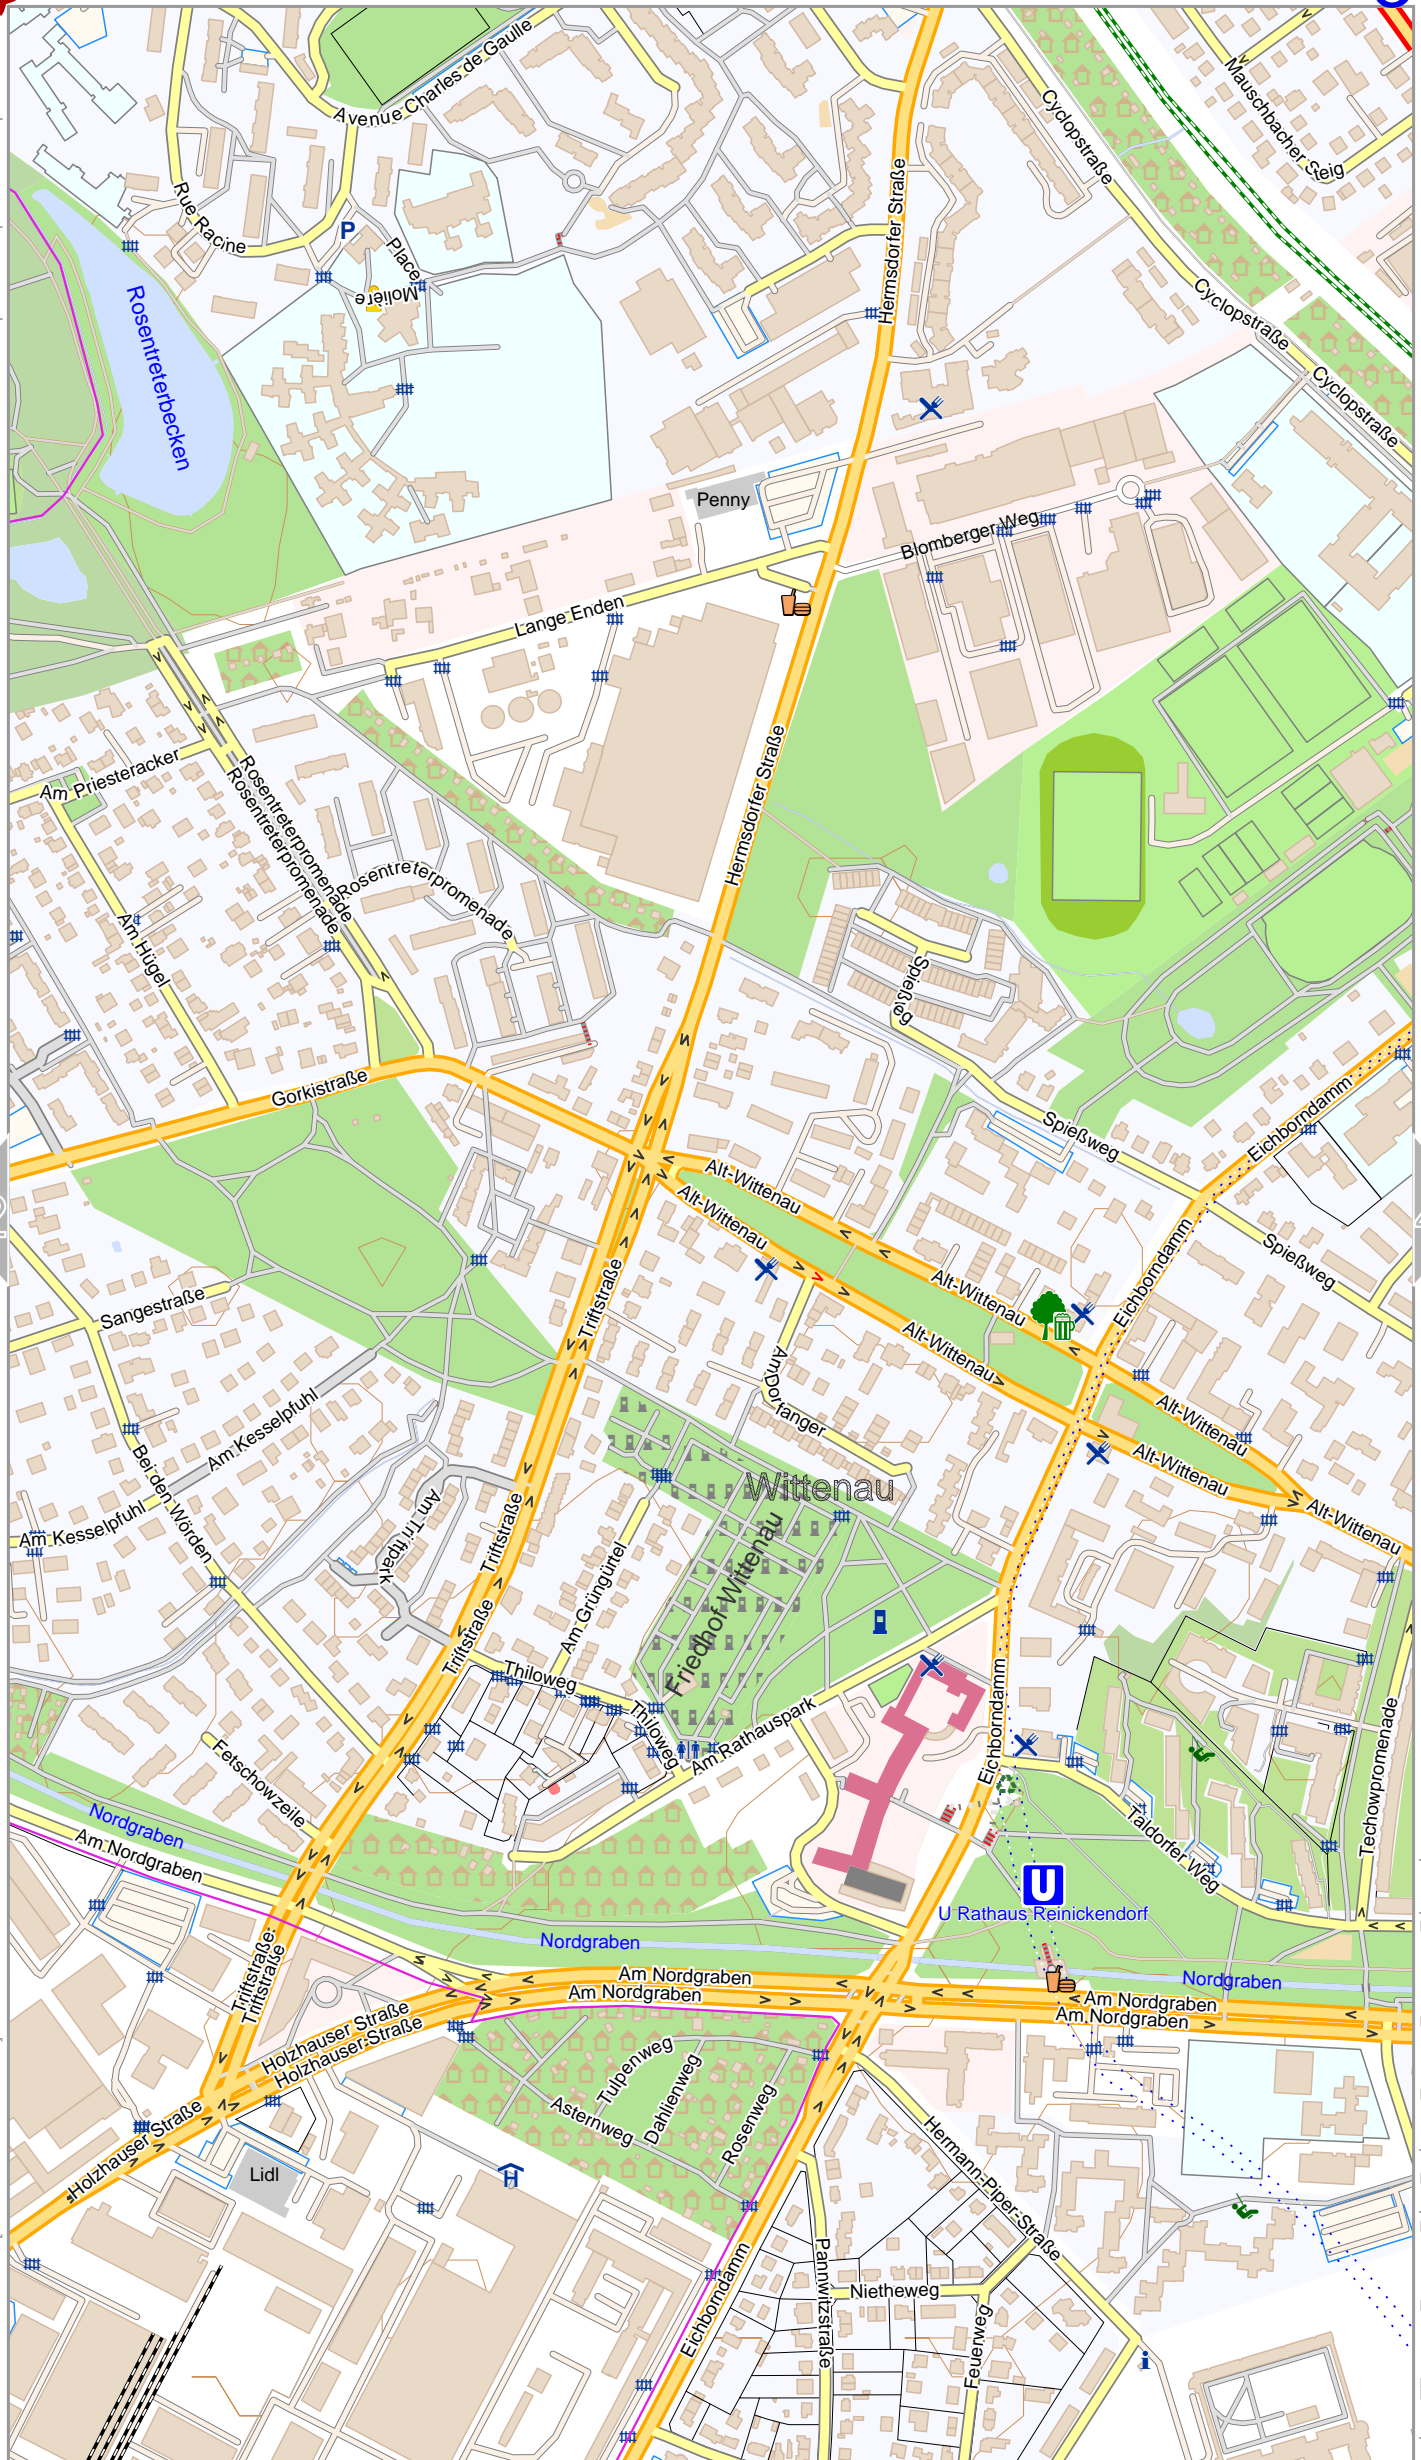 Avenue Charles de Gaulle
Mauschbacher Steig
Cyclopstraße
Rue Racine
P
Place
Molière
Hermsdorfer Straße
Cyclopstraße
Rosentreterbecken
Cyclopstraße
Penny
Blomberger Weg
Lange Enden
Hermsdorfer Straße
Am Priesteracker
Rosentreterpromenade
Rosentreterpromenade
Rosentreterpromenade
Am Hügel
Spießweg
Gorkistraße
Spießweg
Eichborndamm
Alt-Wittenau
Alt-Wittenau
Eichborndamm
Spießweg
Sangestraße
Triftstraße
Alt-Wittenau
Alt-Wittenau
Am Dorfanger
Am Kesselpfuhl
Bei den Wörden
Alt-Wittenau
Alt-Wittenau
Wittenau
Am Kesselpfuhl
Am Triftpark
Triftstraße
Alt-Wittenau
Friedhof Wittenau
Am Grüngürtel
Triftstraße
Thiloweg
Thiloweg
Am Rathauspark
Eichborndamm
Techowpromenade
Fetschowzeile
Taldorfer Weg
Nordgraben
Am Nordgraben
U
U Rathaus Reinickendorf
Nordgraben
Triftstraße
Triftstraße
Am Nordgraben
Am Nordgraben
Nordgraben
Am Nordgraben
Am Nordgraben
Holzhauser Straße
Holzhauser Straße
Tulpenweg
Dahlienweg
Asternweg
Rosenweg
Holzhauser Straße
Lidl
H
Hermann-Piper-Straße
Eichborndamm
Pannwitzstraße
Nietheweg
Feuerweg
i